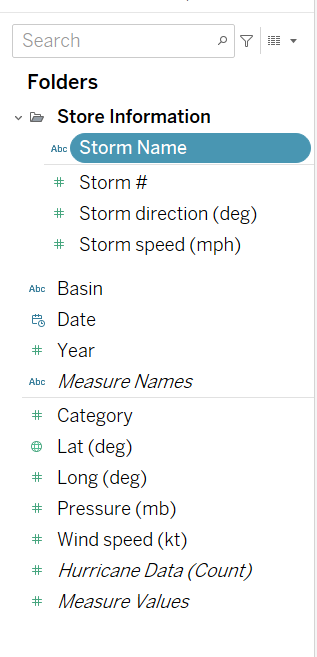 Search
Folders
Store Information
Abc Storm Name
# Storm #
# Storm direction (deg)
# Storm speed (mph)
Abc Basin
Date
# Year
Abc Measure Names
# Category
Lat (deg)
# Long (deg)
# Pressure (mb)
# Wind speed (kt)
# Hurricane Data (Count)
# Measure Values